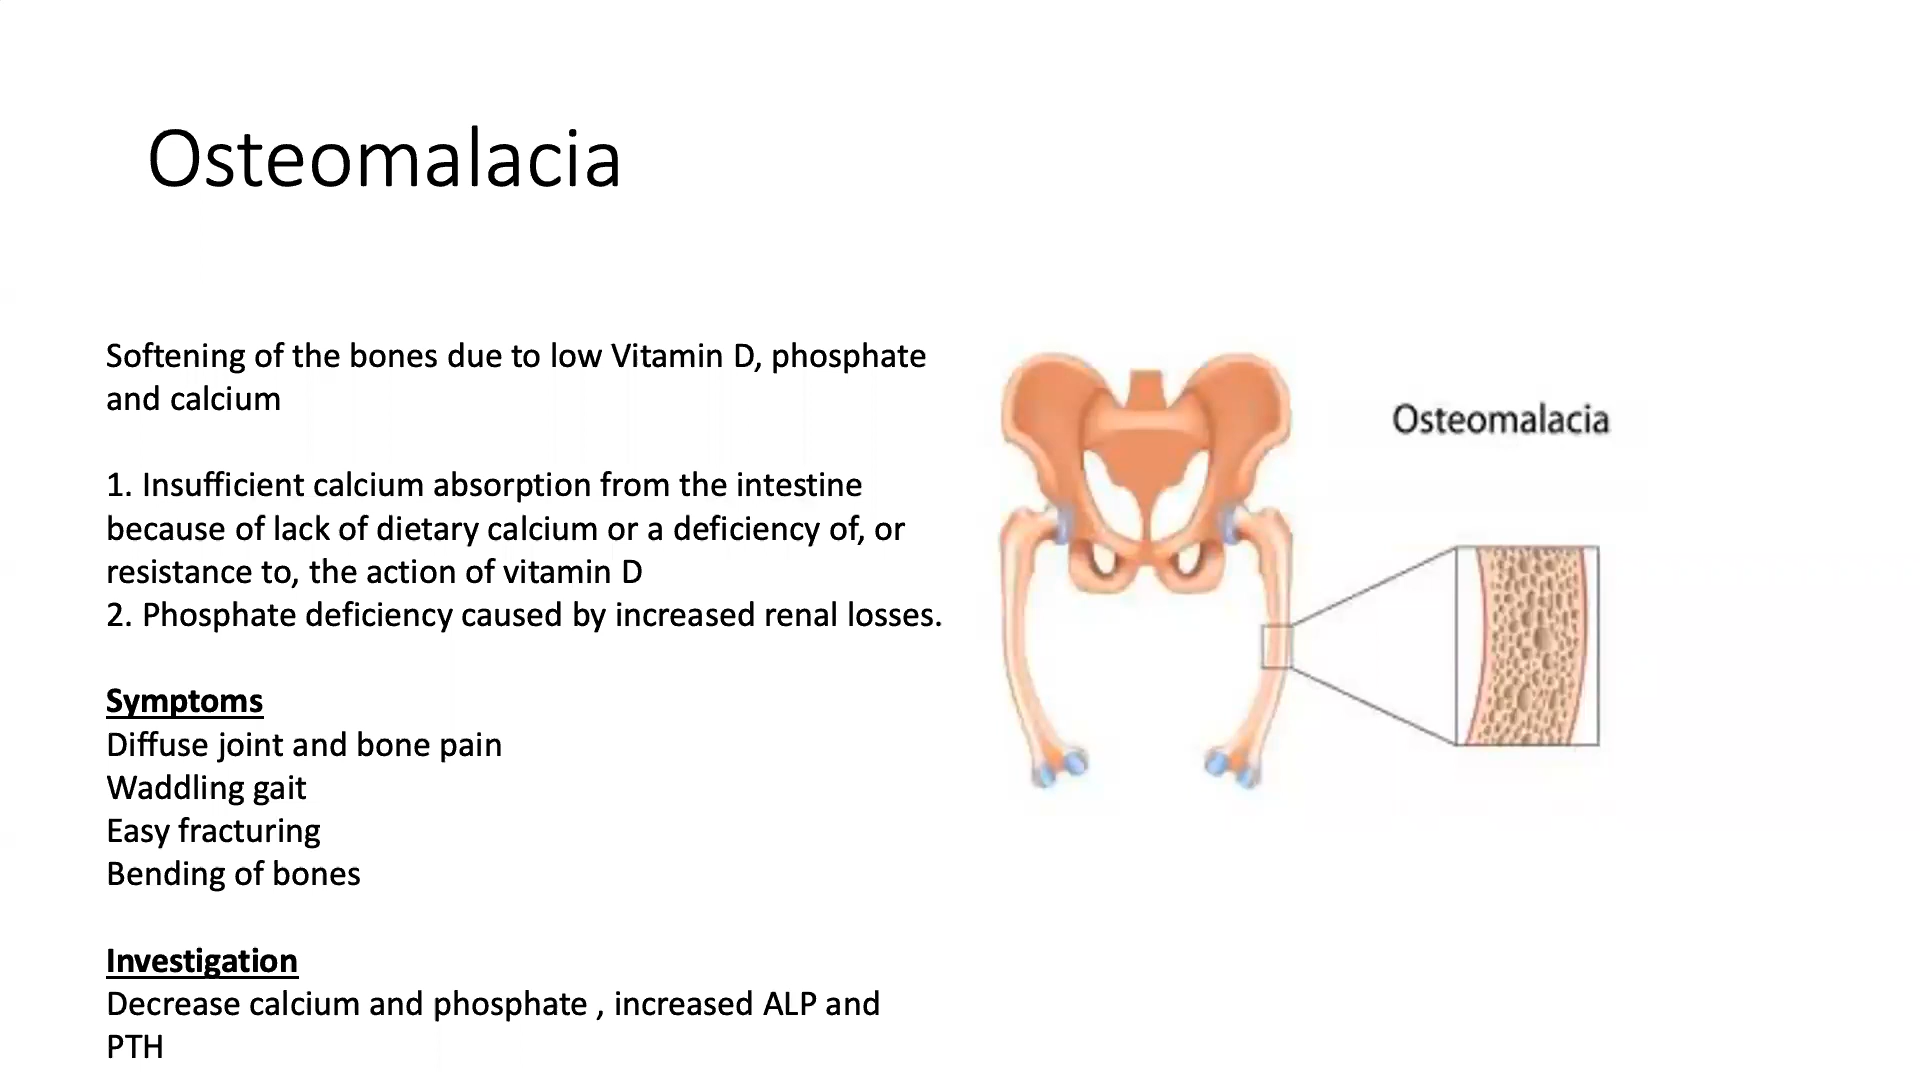 Osteomalacia
Softening of the bones due to low Vitamin D, phosphate
and calcium
1. Insufficient calcium absorption from the intestine
because of lack of dietary calcium or a deficiency of, or
resistance to, the action of vitamin D
2. Phosphate deficiency caused by increased renal losses.
Symptoms
Diffuse joint and bone pain
Waddling gait
Easy fracturing
Bending of bones
Investigation
Decrease calcium and phosphate , increased ALP and
PTH
Osteomalacia